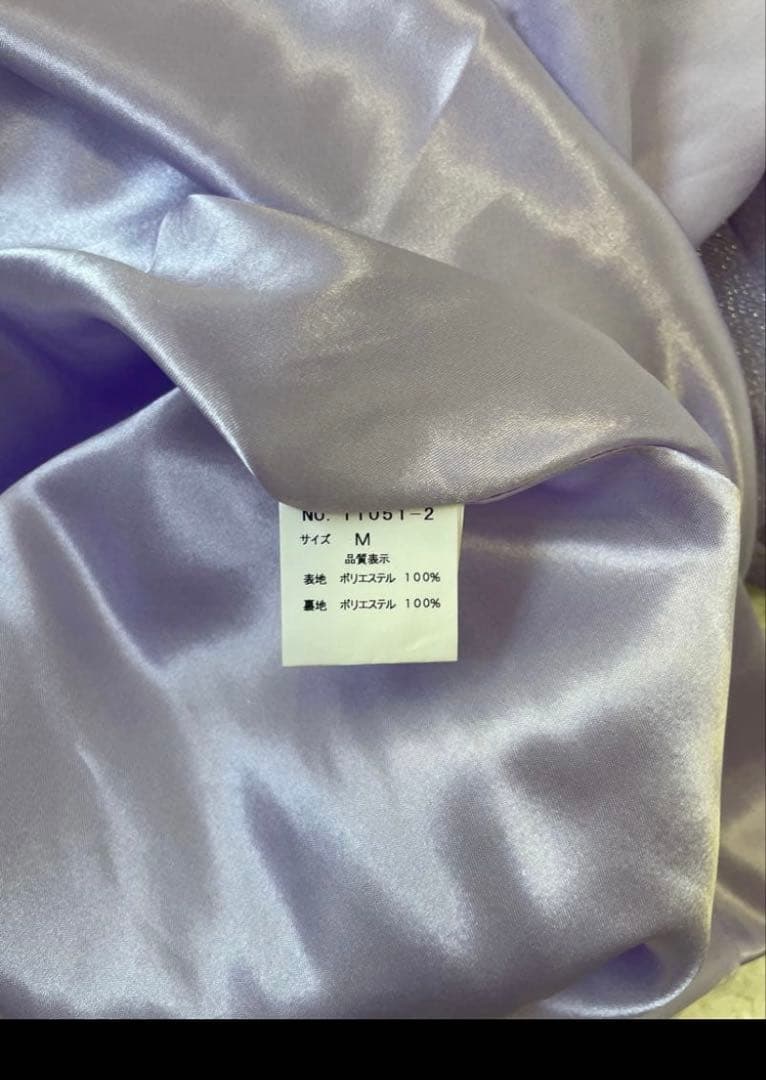 NO. 11051-2
サイズ M
品質表示
表地 ポリエステル 100%
裏地 ポリエステル 100%